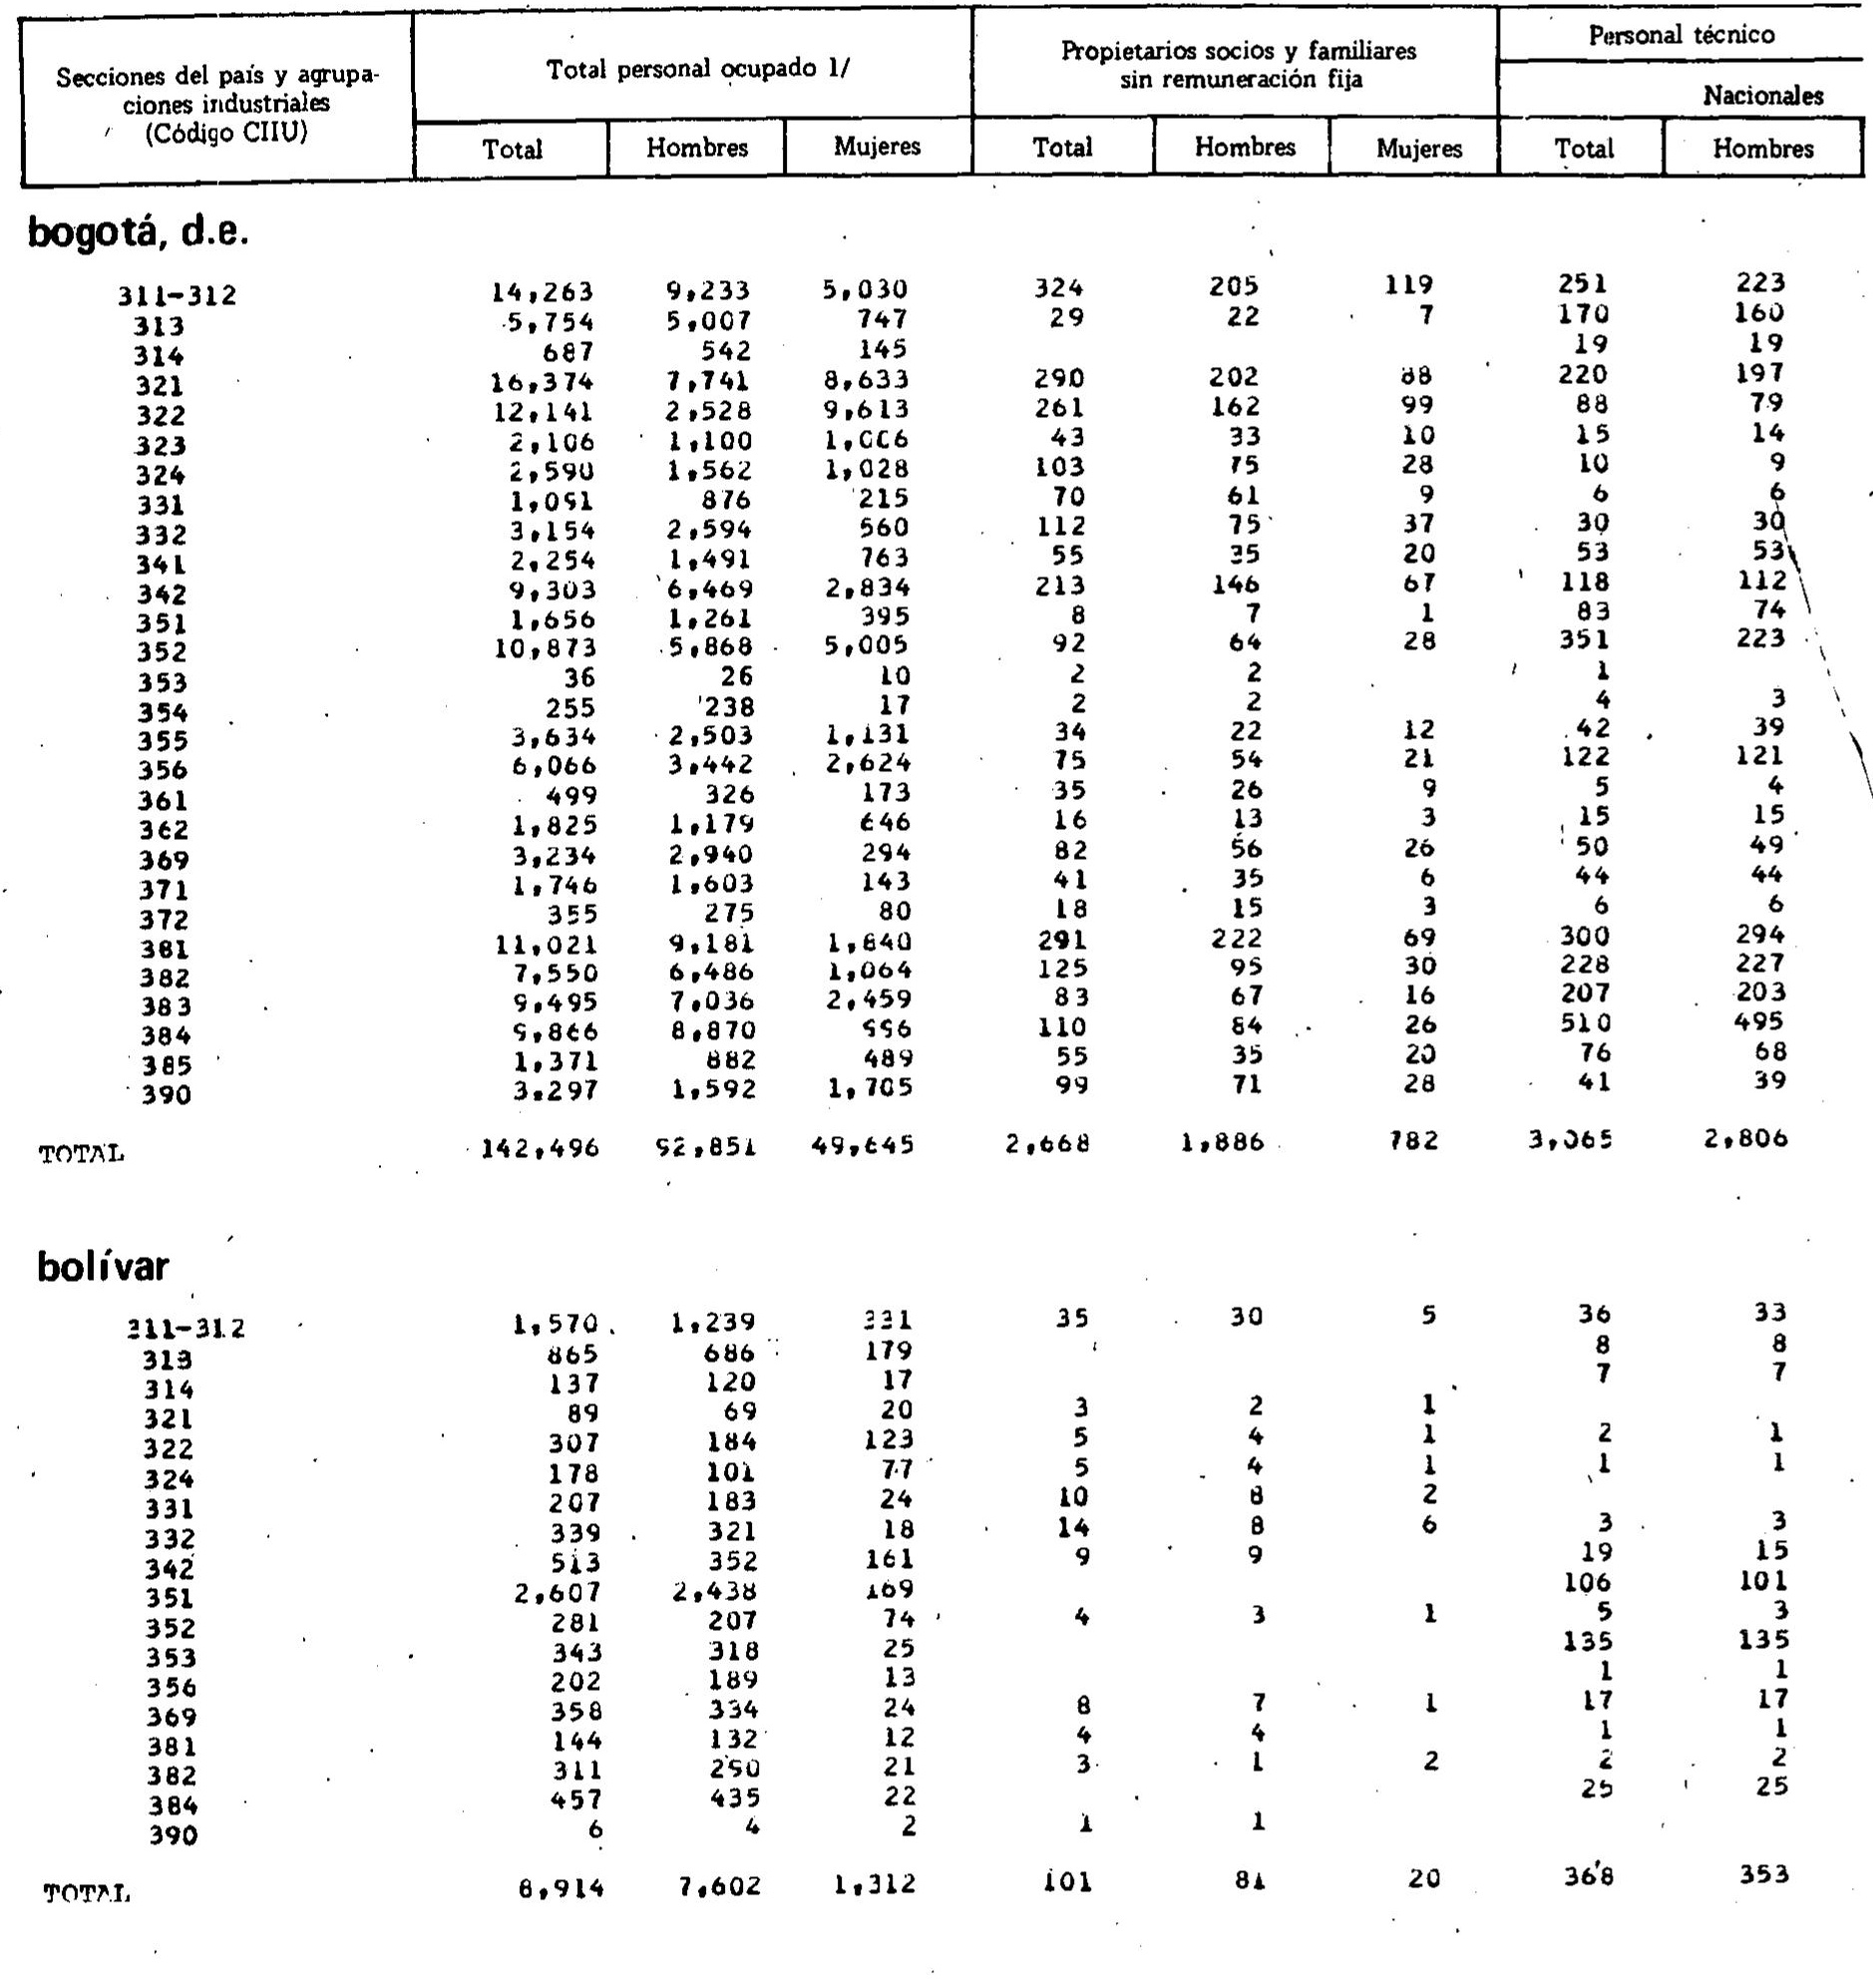 Secciones del país y agrupa-
ciones industriales
(Código CIIU)
Total personal ocupado 1/
Propietarios socios y familiares
sin remuneración fija
Personal técnico
Nacionales
Total Hombres Mujeres Total Hombres Mujeres Total Hombres
bogotá, d.e.
311-312 14,263 9,233 5,030 324 205 119 251 223
313 5,754 5,007 747 29 22 7 170 160
314 687 542 145 19 19
321 16,374 7,741 8,633 290 202 88 220 197
322 12,141 2,528 9,613 261 162 99 88 79
323 2,106 1,100 1,006 43 33 10 15 14
324 2,590 1,562 1,028 103 75 28 10 9
331 1,091 876 215 70 61 9 6 6
332 3,154 2,594 560 112 75 37 30 30
341 2,254 1,491 763 55 35 20 53 53
342 9,303 6,469 2,834 213 146 67 118 112
351 1,656 1,261 395 8 7 1 83 74
352 10,873 5,868 5,005 92 64 28 351 223
353 36 26 10 2 2 1
354 255 238 17 2 2 4 3
355 3,634 2,503 1,131 34 22 12 42 39
356 6,066 3,442 2,624 75 54 21 122 121
361 499 326 173 35 26 9 5 4
362 1,825 1,179 646 16 13 3 15 15
369 3,234 2,940 294 82 56 26 50 49
371 1,746 1,603 143 41 35 6 44 44
372 355 275 80 18 15 3 6 6
381 11,021 9,181 1,840 291 222 69 300 294
382 7,550 6,486 1,064 125 95 30 228 227
383 9,495 7,036 2,459 83 67 16 207 203
384 9,866 8,870 996 110 84 26 510 495
385 1,371 882 489 55 35 20 76 68
390 3.297 1,592 1,705 99 71 28 41 39
TOTAL 142,496 92,851 49,645 2,668 1,886 782 3,065 2,806
bolívar
311-312 1,570 1,239 331 35 30 5 36 33
313 865 686 179 8 8
314 137 120 17 7 7
321 89 69 20 3 2 1
322 307 184 123 5 4 1 2 1
324 178 101 77 5 4 1 1 1
331 207 183 24 10 8 2
332 339 321 18 14 8 6 3 3
342 513 352 161 9 9 19 15
351 2,607 2,438 169 106 101
352 281 207 74 4 3 1 5 3
353 343 318 25 135 135
356 202 189 13 1 1
369 358 334 24 8 7 1 17 17
381 144 132 12 4 4 1 1
382 311 290 21 3 1 2 2 2
384 457 435 22 25 25
390 6 4 2 1 1
TOTAL 8,914 7,602 1,312 101 81 20 368 353